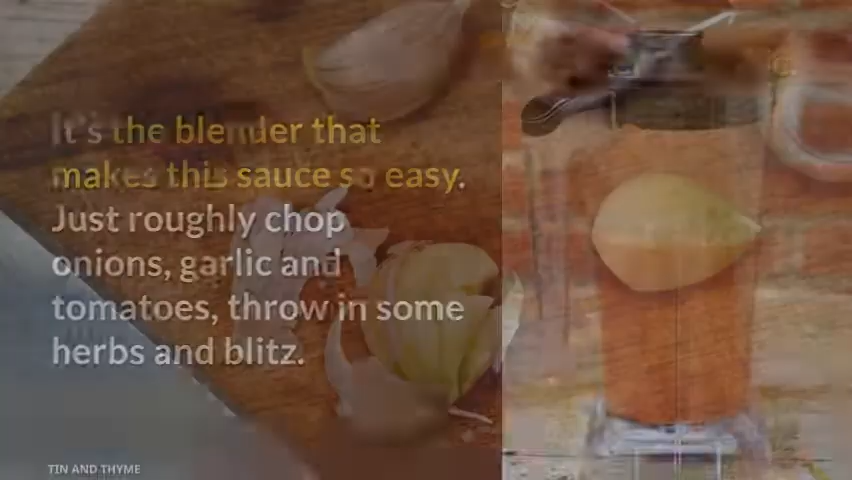 It's the blender that
makes this sauce so easy.
Just roughly chop
onions, garlic and
tomatoes, throw in some
herbs and blitz.
TIN AND THYME